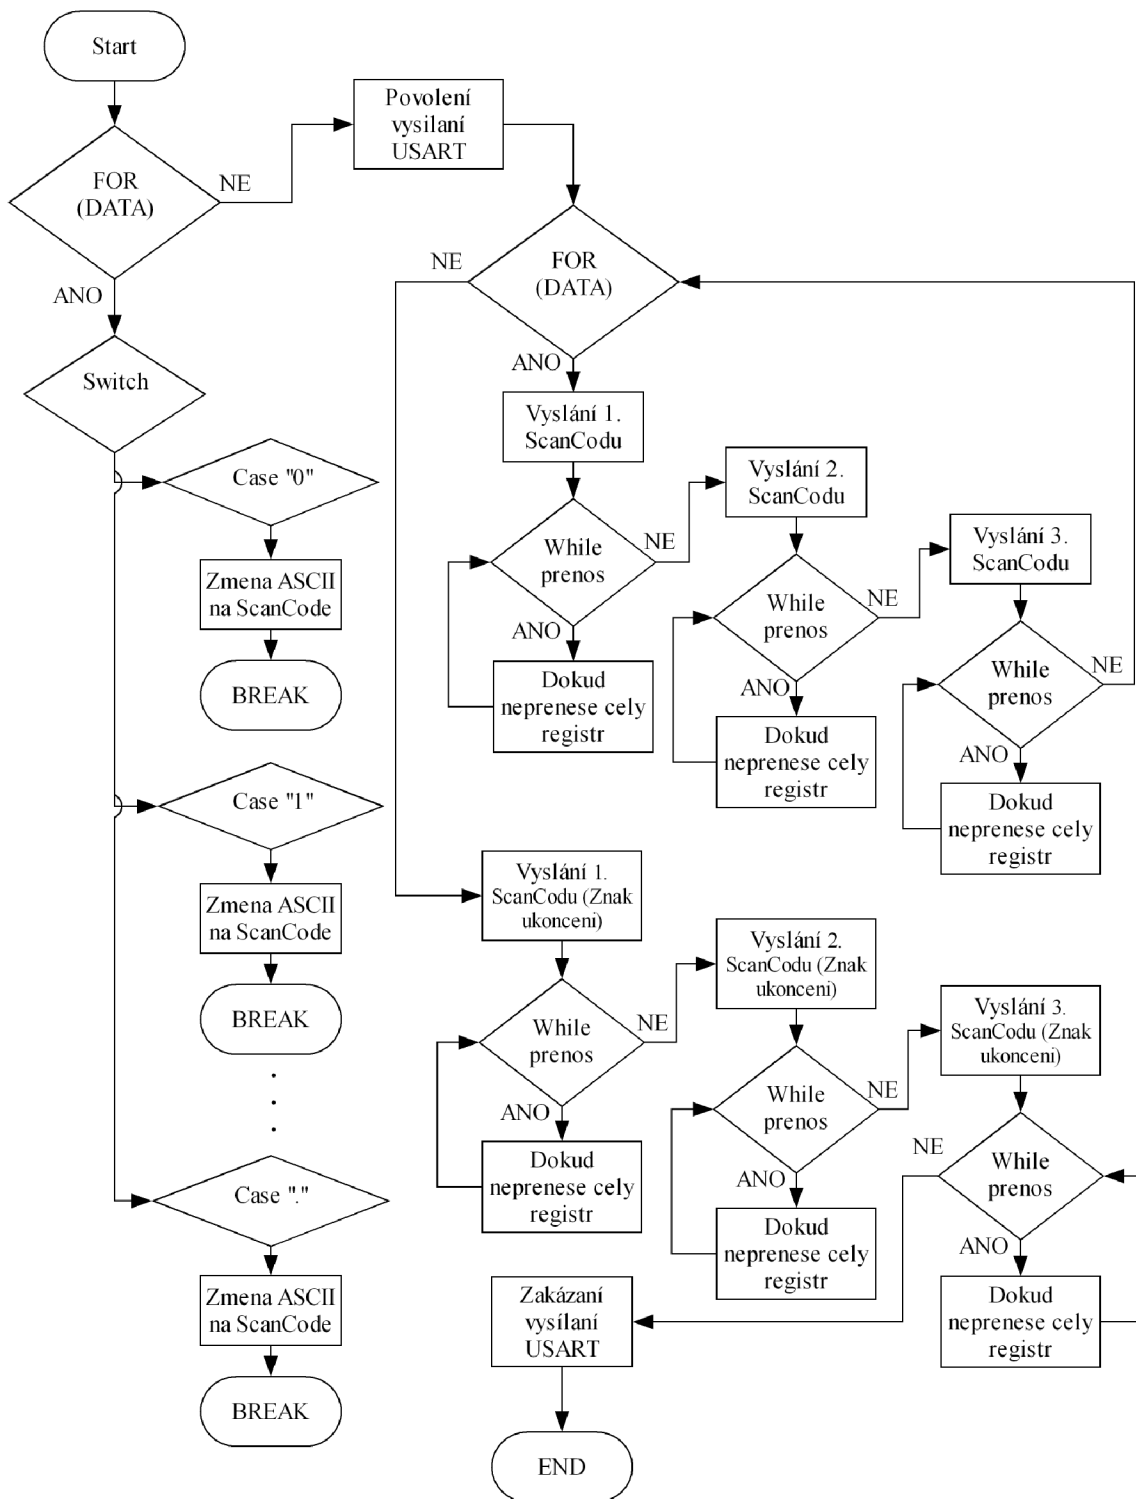 Start
FOR
(DATA)
NE
ANO
Switch
Case "0"
Zmena ASCII
na ScanCode
BREAK
Case "1"
Zmena ASCII
na ScanCode
BREAK
.
.
.
Case "."
Zmena ASCII
na ScanCode
BREAK
Povolení
vysilaní
USART
FOR
(DATA)
NE
ANO
Vyslání 1.
ScanCodu
While
prenos
NE
ANO
Dokud
neprenese cely
registr
Vyslání 2.
ScanCodu
While
prenos
NE
ANO
Dokud
neprenese cely
registr
Vyslání 3.
ScanCodu
While
prenos
NE
ANO
Dokud
neprenese cely
registr
Vyslání 1.
ScanCodu (Znak
ukonceni)
While
prenos
NE
ANO
Dokud
neprenese cely
registr
Vyslání 2.
ScanCodu (Znak
ukonceni)
While
prenos
NE
ANO
Dokud
neprenese cely
registr
Vyslání 3.
ScanCodu (Znak
ukonceni)
While
prenos
NE
ANO
Dokud
neprenese cely
registr
Zakázaní
vysílaní
USART
END